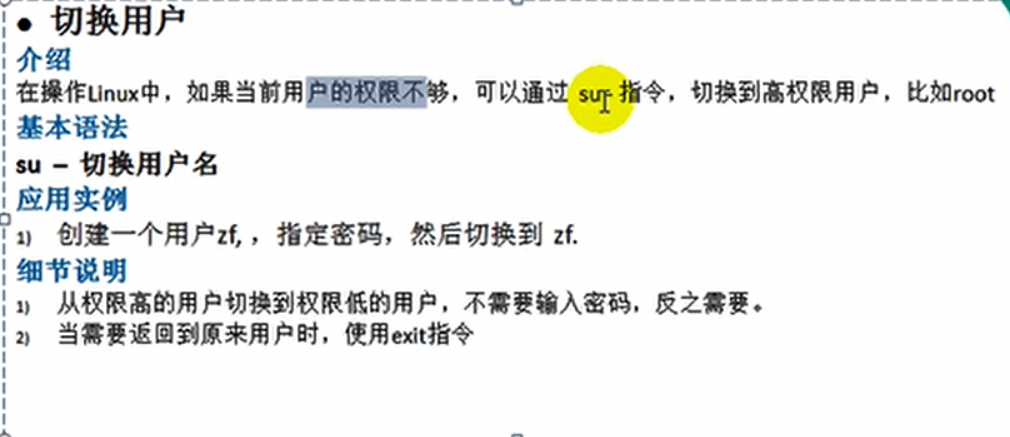 ● 切换用户
介绍
在操作Linux中，如果当前用户的权限不够，可以通过 su- 指令，切换到高权限用户，比如root
基本语法
su – 切换用户名
应用实例
1) 创建一个用户zf, ，指定密码，然后切换到 zf.
细节说明
1) 从权限高的用户切换到权限低的用户，不需要输入密码，反之需要。
2) 当需要返回到原来用户时，使用exit指令